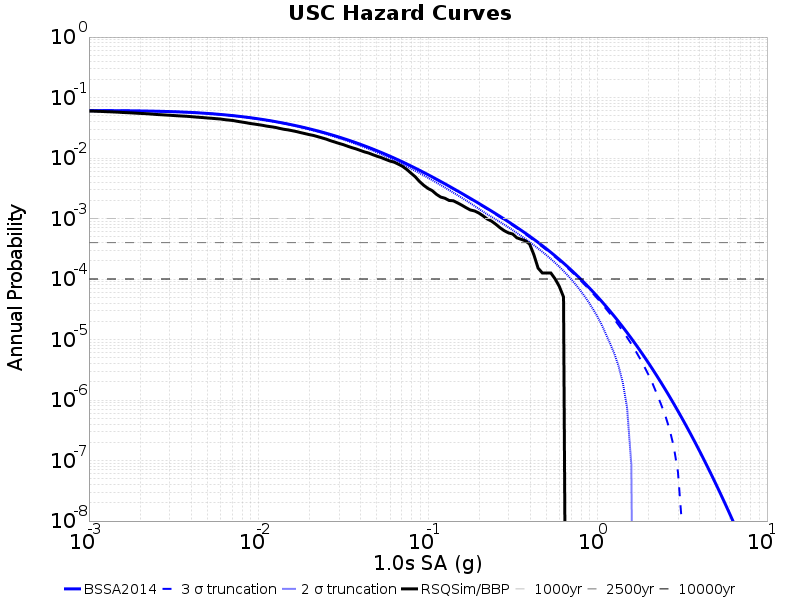 USC Hazard Curves
Annual Probability
10^0
10^-1
10^-2
10^-3
10^-4
10^-5
10^-6
10^-7
10^-8
10^-3 10^-2 10^-1 10^0 10^1
1.0s SA (g)
BSSA2014 3 σ truncation 2 σ truncation RSQSim/BBP 1000yr 2500yr 10000yr